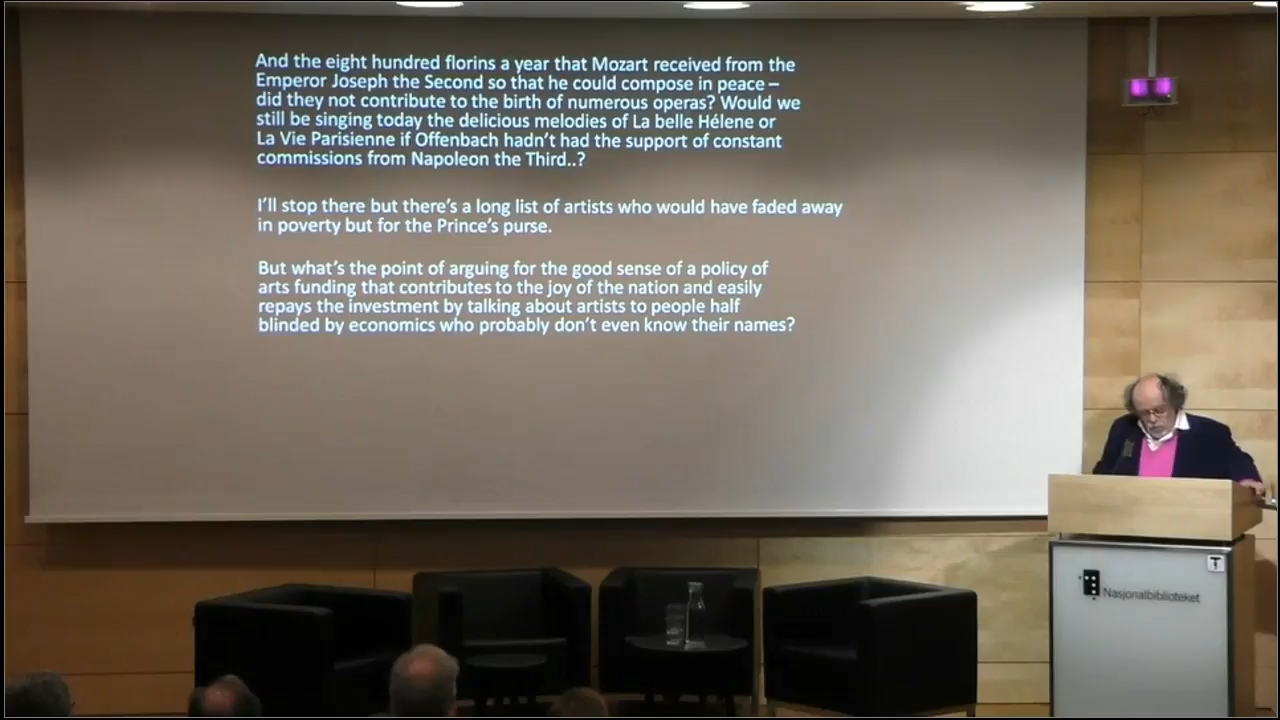 And the eight hundred florins a year that Mozart received from the
Emperor Joseph the Second so that he could compose in peace –
did they not contribute to the birth of numerous operas? Would we
still be singing today the delicious melodies of La belle Hélene or
La Vie Parisienne if Offenbach hadn't had the support of constant
commissions from Napoleon the Third..?
I'll stop there but there's a long list of artists who would have faded away
in poverty but for the Prince's purse.
But what's the point of arguing for the good sense of a policy of
arts funding that contributes to the joy of the nation and easily
repays the investment by talking about artists to people half
blinded by economics who probably don't even know their names?
T
Nasjonalbiblioteket